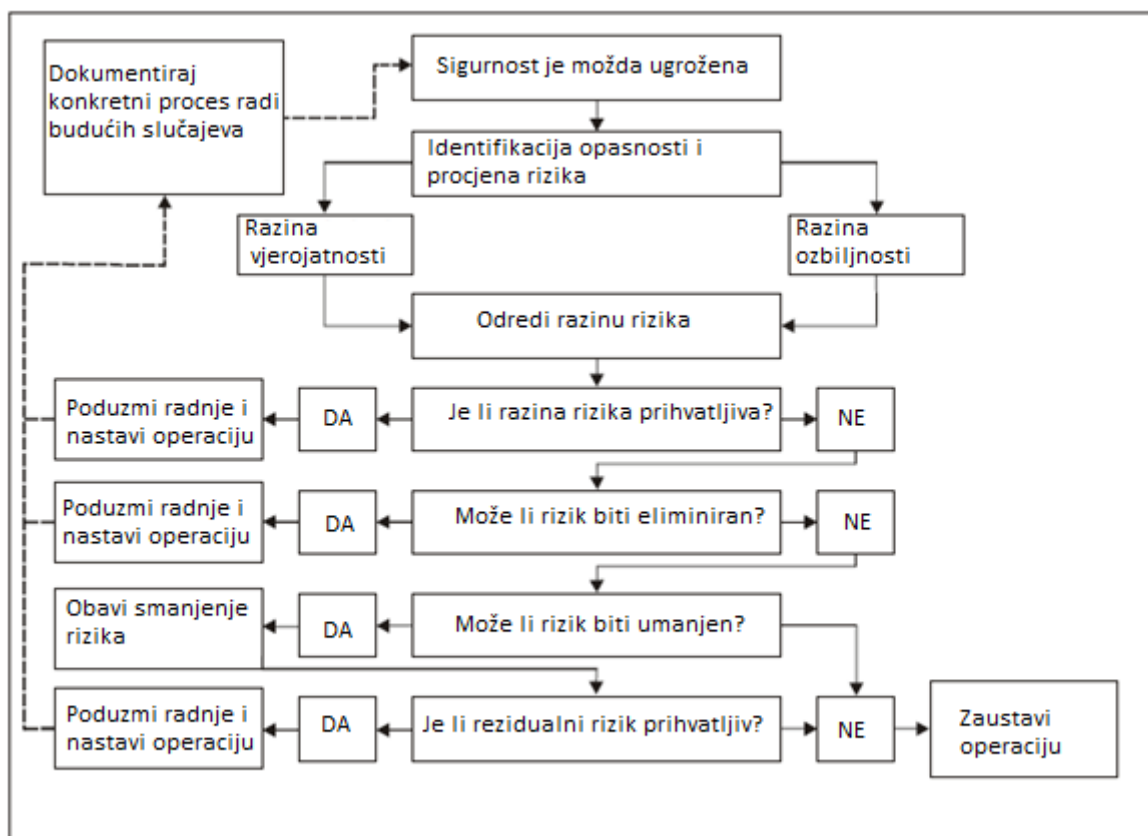 Dokumentiraj
konkretni proces radi
budućih slučajeva
Sigurnost je možda ugrožena
Identifikacija opasnosti i
procjena rizika
Razina
vjerojatnosti
Razina
ozbiljnosti
Odredi razinu rizika
Poduzmi radnje i
nastavi operaciju
DA
Je li razina rizika prihvatljiva?
NE
Poduzmi radnje i
nastavi operaciju
DA
Može li rizik biti eliminiran?
NE
Obavi smanjenje
rizika
DA
Može li rizik biti umanjen?
Poduzmi radnje i
nastavi operaciju
DA
Je li rezidualni rizik prihvatljiv?
NE
Zaustavi
operaciju